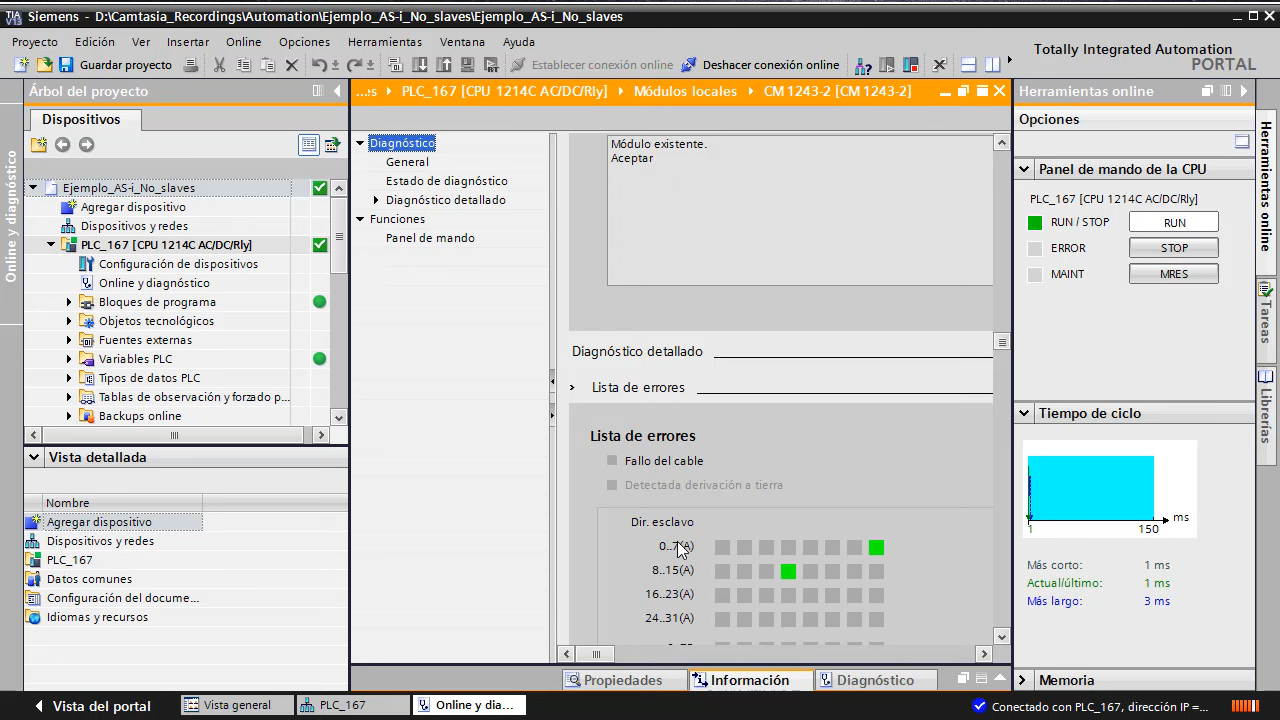 TIA
V13
Siemens - D:\Camtasia_Recordings\Automation\Ejemplo_AS-i_No_slaves\Ejemplo_AS-i_No_slaves
Proyecto Edición Ver Insertar Online Opciones Herramientas Ventana Ayuda
Guardar proyecto
Establecer conexión online
Deshacer conexión online
Totally Integrated Automation
PORTAL
Árbol del proyecto
Dispositivos
Online y diagnóstico
Ejemplo_AS-i_No_slaves
Agregar dispositivo
Dispositivos y redes
PLC_167 [CPU 1214C AC/DC/Rly]
Configuración de dispositivos
Online y diagnóstico
Bloques de programa
Objetos tecnológicos
Fuentes externas
Variables PLC
Tipos de datos PLC
Tablas de observación y forzado p...
Backups online
Vista detallada
Nombre
Agregar dispositivo
Dispositivos y redes
PLC_167
Datos comunes
Configuración del docume...
Idiomas y recursos
...es PLC_167 [CPU 1214C AC/DC/Rly] Módulos locales CM 1243-2 [CM 1243-2]
Diagnóstico
General
Estado de diagnóstico
Diagnóstico detallado
Funciones
Panel de mando
Módulo existente.
Aceptar
Diagnóstico detallado
Lista de errores
Lista de errores
Fallo del cable
Detectada derivación a tierra
Dir. esclavo
0..7(A)
8..15(A)
16..23(A)
24..31(A)
Propiedades
Información
Diagnóstico
Herramientas online
Opciones
Panel de mando de la CPU
PLC_167 [CPU 1214C AC/DC/Rly]
RUN / STOP RUN
ERROR STOP
MAINT MRES
Tiempo de ciclo
ms
1 150
Más corto: 1 ms
Actual/último: 1 ms
Más largo: 3 ms
Memoria
Herramientas online
Tareas
Librerías
Vista del portal
Vista general
PLC_167
Online y dia...
Conectado con PLC_167, dirección IP =...